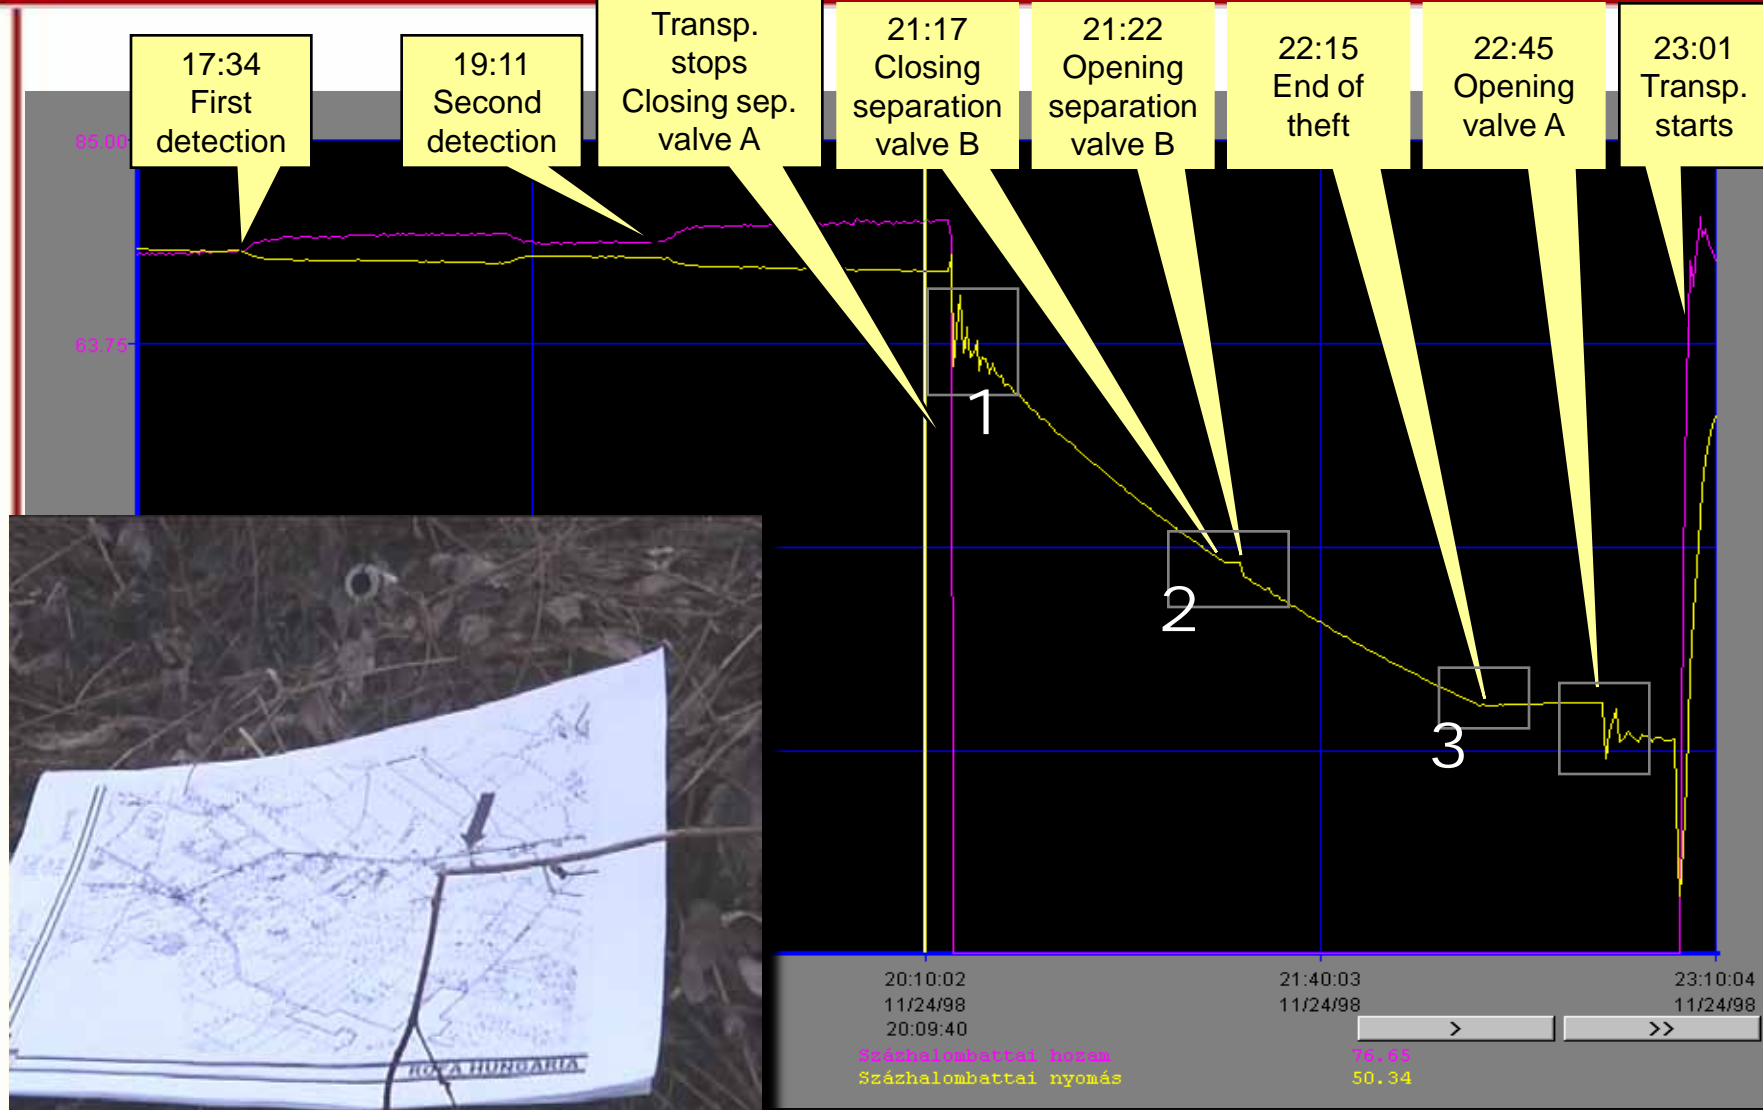 17:34
First
detection
19:11
Second
detection
Transp.
stops
Closing sep.
valve A
21:17
Closing
separation
valve B
21:22
Opening
separation
valve B
22:15
End of
theft
22:45
Opening
valve A
23:01
Transp.
starts
85.00
63.75
1
2
3
20:10:02
11/24/98
20:09:40
21:40:03
11/24/98
23:10:04
11/24/98
>
>>
Százhalombattai hozam 76.65
Százhalombattai nyomás 50.34
HUNGARIA